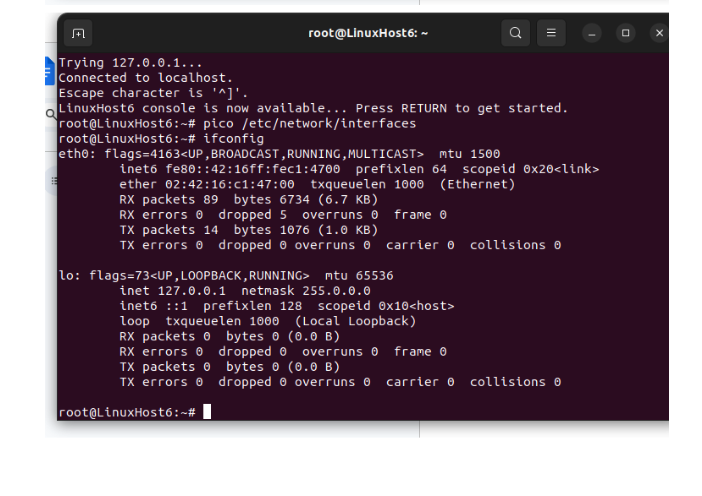 root@LinuxHost6: ~
Trying 127.0.0.1...
Connected to localhost.
Escape character is '^]'.
LinuxHost6 console is now available... Press RETURN to get started.
root@LinuxHost6:~# pico /etc/network/interfaces
root@LinuxHost6:~# ifconfig
eth0: flags=4163<UP,BROADCAST,RUNNING,MULTICAST>  mtu 1500
        inet6 fe80::42:16ff:fec1:4700  prefixlen 64  scopeid 0x20<link>
        ether 02:42:16:c1:47:00  txqueuelen 1000  (Ethernet)
        RX packets 89  bytes 6734 (6.7 KB)
        RX errors 0  dropped 5  overruns 0  frame 0
        TX packets 14  bytes 1076 (1.0 KB)
        TX errors 0  dropped 0 overruns 0  carrier 0  collisions 0

lo: flags=73<UP,LOOPBACK,RUNNING>  mtu 65536
        inet 127.0.0.1  netmask 255.0.0.0
        inet6 ::1  prefixlen 128  scopeid 0x10<host>
        loop  txqueuelen 1000  (Local Loopback)
        RX packets 0  bytes 0 (0.0 B)
        RX errors 0  dropped 0  overruns 0  frame 0
        TX packets 0  bytes 0 (0.0 B)
        TX errors 0  dropped 0 overruns 0  carrier 0  collisions 0

root@LinuxHost6:~#